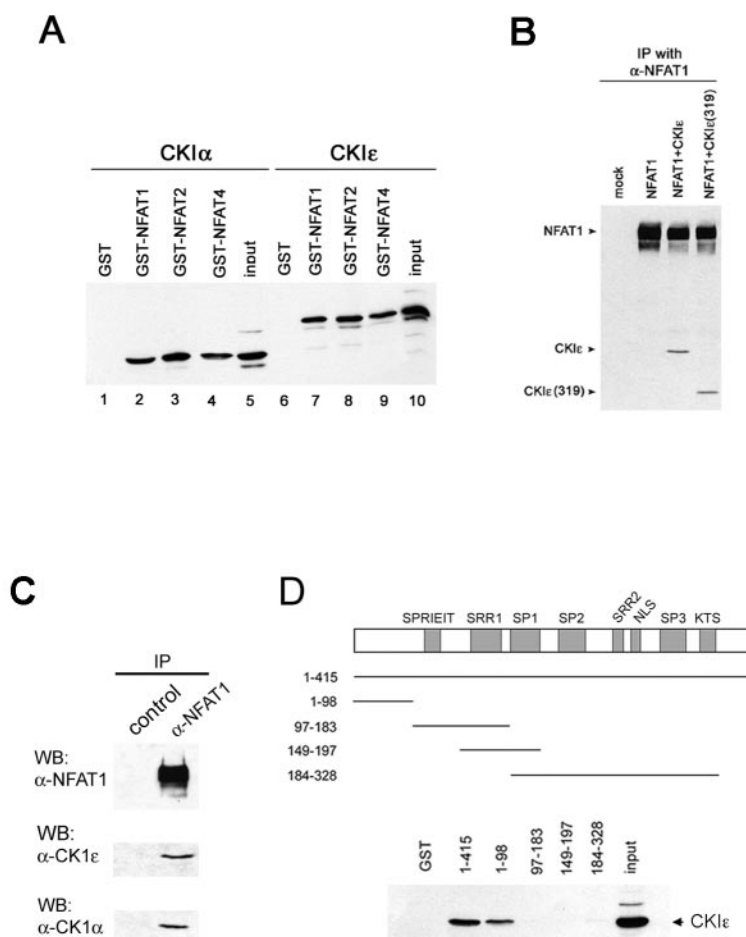 A
CKIα
CKIε
GST
GST-NFAT1
GST-NFAT2
GST-NFAT4
input
GST
GST-NFAT1
GST-NFAT2
GST-NFAT4
input
1 2 3 4 5 6 7 8 9 10
B
IP with
α-NFAT1
mock
NFAT1
NFAT1+CKIε
NFAT1+CKIε(319)
NFAT1
CKIε
CKIε(319)
C
IP
control
α-NFAT1
WB:
α-NFAT1
WB:
α-CK1ε
WB:
α-CK1α
D
SPRIEIT SRR1 SP1 SP2 SRR2 NLS SP3 KTS
1-415
1-98
97-183
149-197
184-328
GST
1-415
1-98
97-183
149-197
184-328
input
CKIε